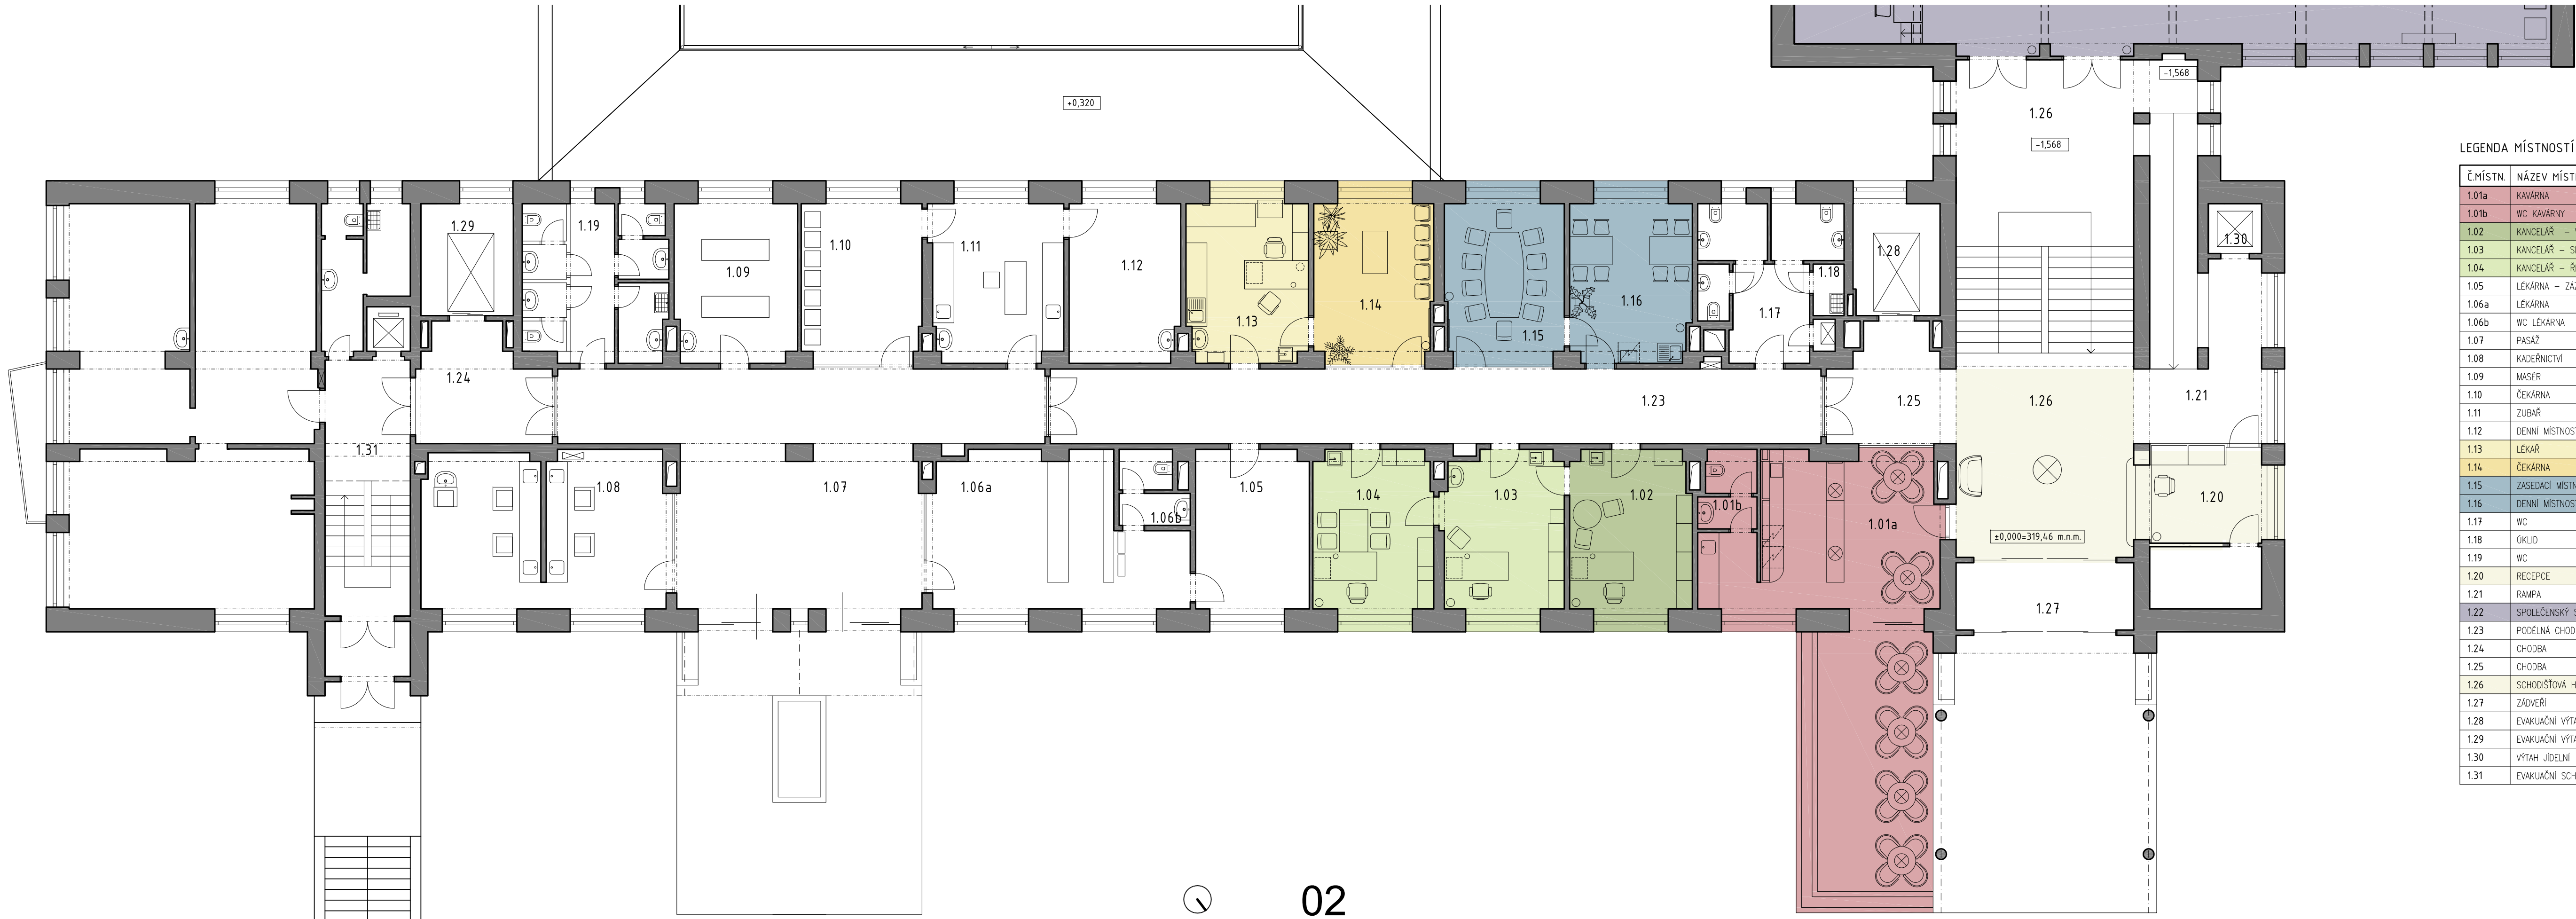 -1,568
+0,320
1.26
-1,568
1.29
1.19
1.09
1.10
1.11
1.12
1.13
1.14
1.15
1.16
1.17
1.18
1.28
1.30
1.24
1.23
1.25
1.26
1.21
1.31
1.08
1.07
1.06a
1.06b
1.05
1.04
1.03
1.02
1.01b
1.01a
1.20
±0,000=319,46 m.n.m.
1.27
02
LEGENDA MÍSTNOSTÍ
Č.MÍSTN. NÁZEV
1.01a KAVÁRNA
1.01b WC KAVÁRNY
1.02 KANCELÁŘ –
1.03 KANCELÁŘ –
1.04 KANCELÁŘ –
1.05 LÉKÁRNA –
1.06a LÉKÁRNA
1.06b WC LÉKÁRNA
1.07 PASÁŽ
1.08 KADEŘNICTVÍ
1.09 MASÉR
1.10 ČEKÁRNA
1.11 ZUBAŘ
1.12 DENNÍ
1.13 LÉKAŘ
1.14 ČEKÁRNA
1.15 ZASEDACÍ
1.16 DENNÍ
1.17 WC
1.18 ÚKLID
1.19 WC
1.20 RECEPCE
1.21 RAMPA
1.22 SPOLEČENSKÝ
1.23 PODÉLNÁ
1.24 CHODBA
1.25 CHODBA
1.26 SCHODIŠŤOVÁ
1.27 ZÁDVEŘÍ
1.28 EVAKUAČNÍ
1.29 EVAKUAČNÍ
1.30 VÝTAH JÍDELNÍ
1.31 EVAKUAČNÍ